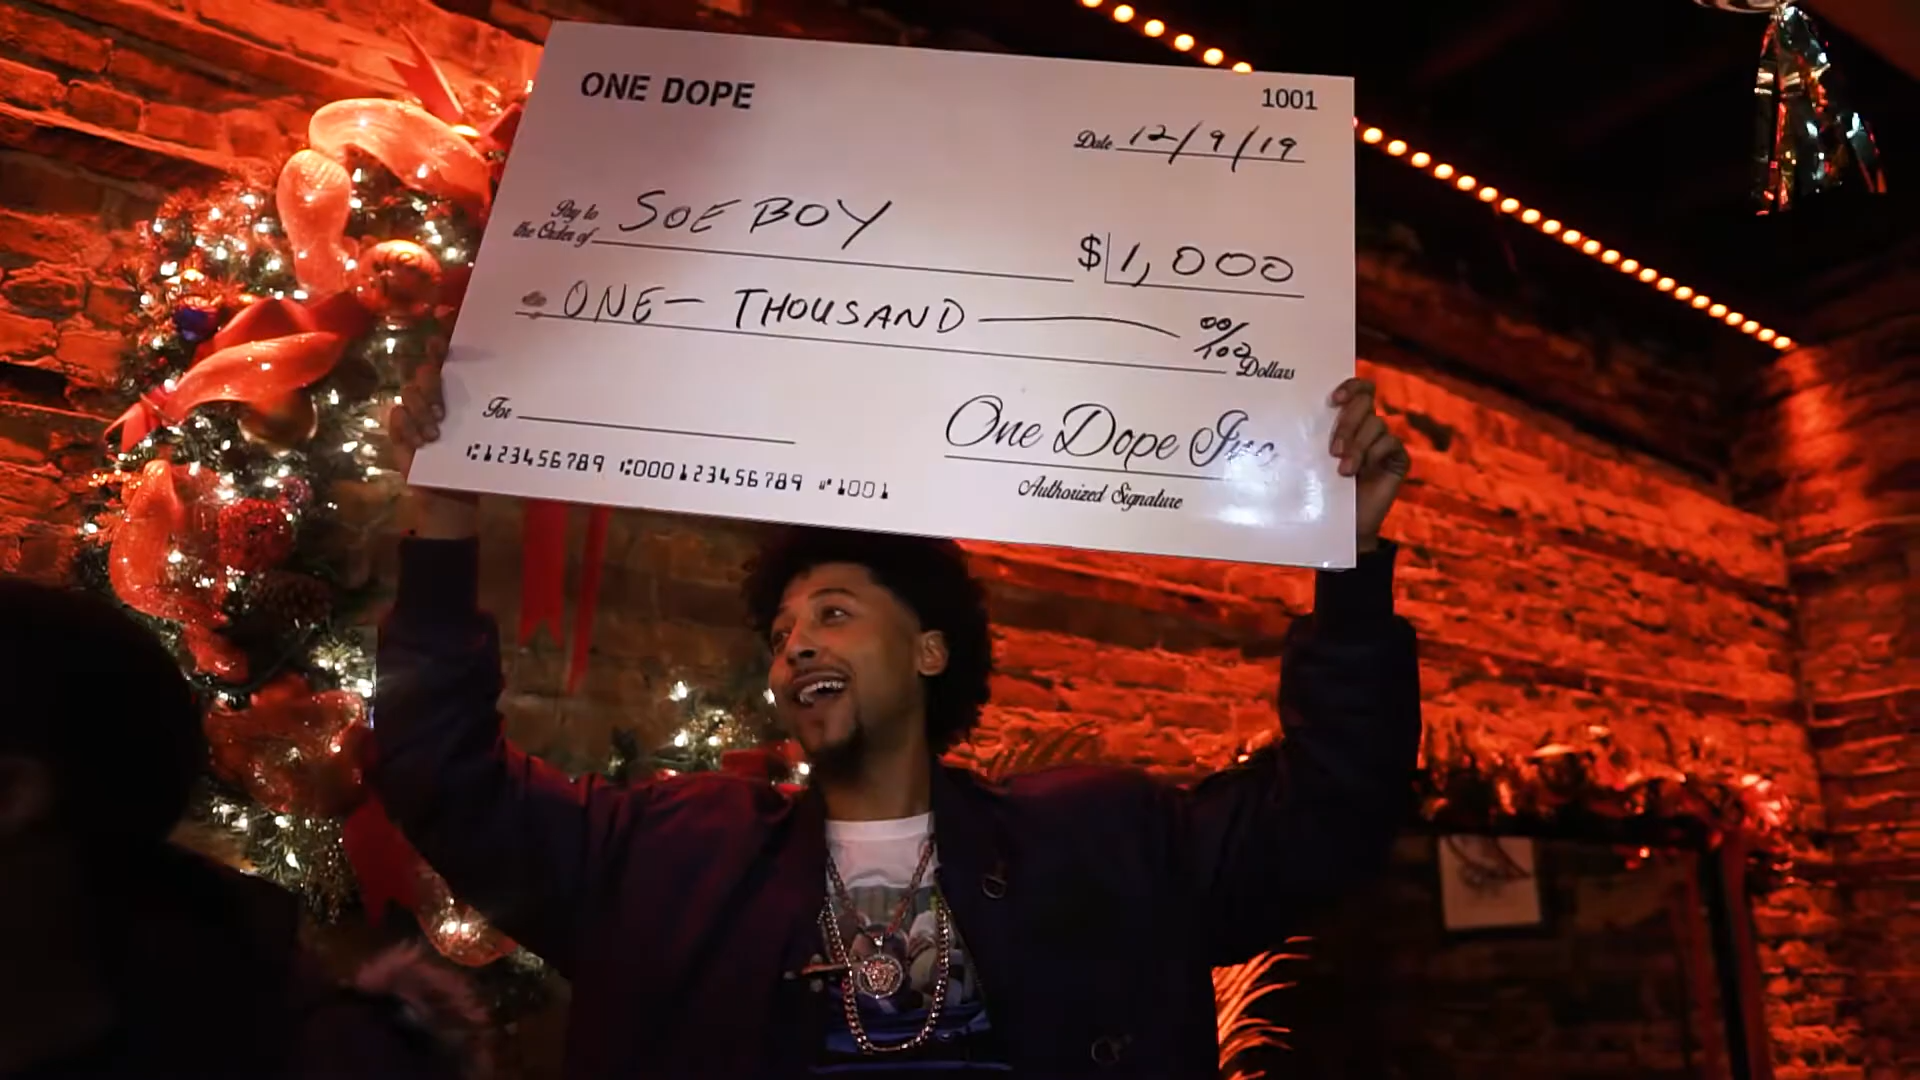 ONE DOPE
1001
Date 12/9/19
Pay to
the Order of SOE BOY $1,000
ONE— THOUSAND — 00/100 Dollars
For
One Dope Inc.
⑆123456789 ⑆000123456789 ⑈1001
Authorized Signature